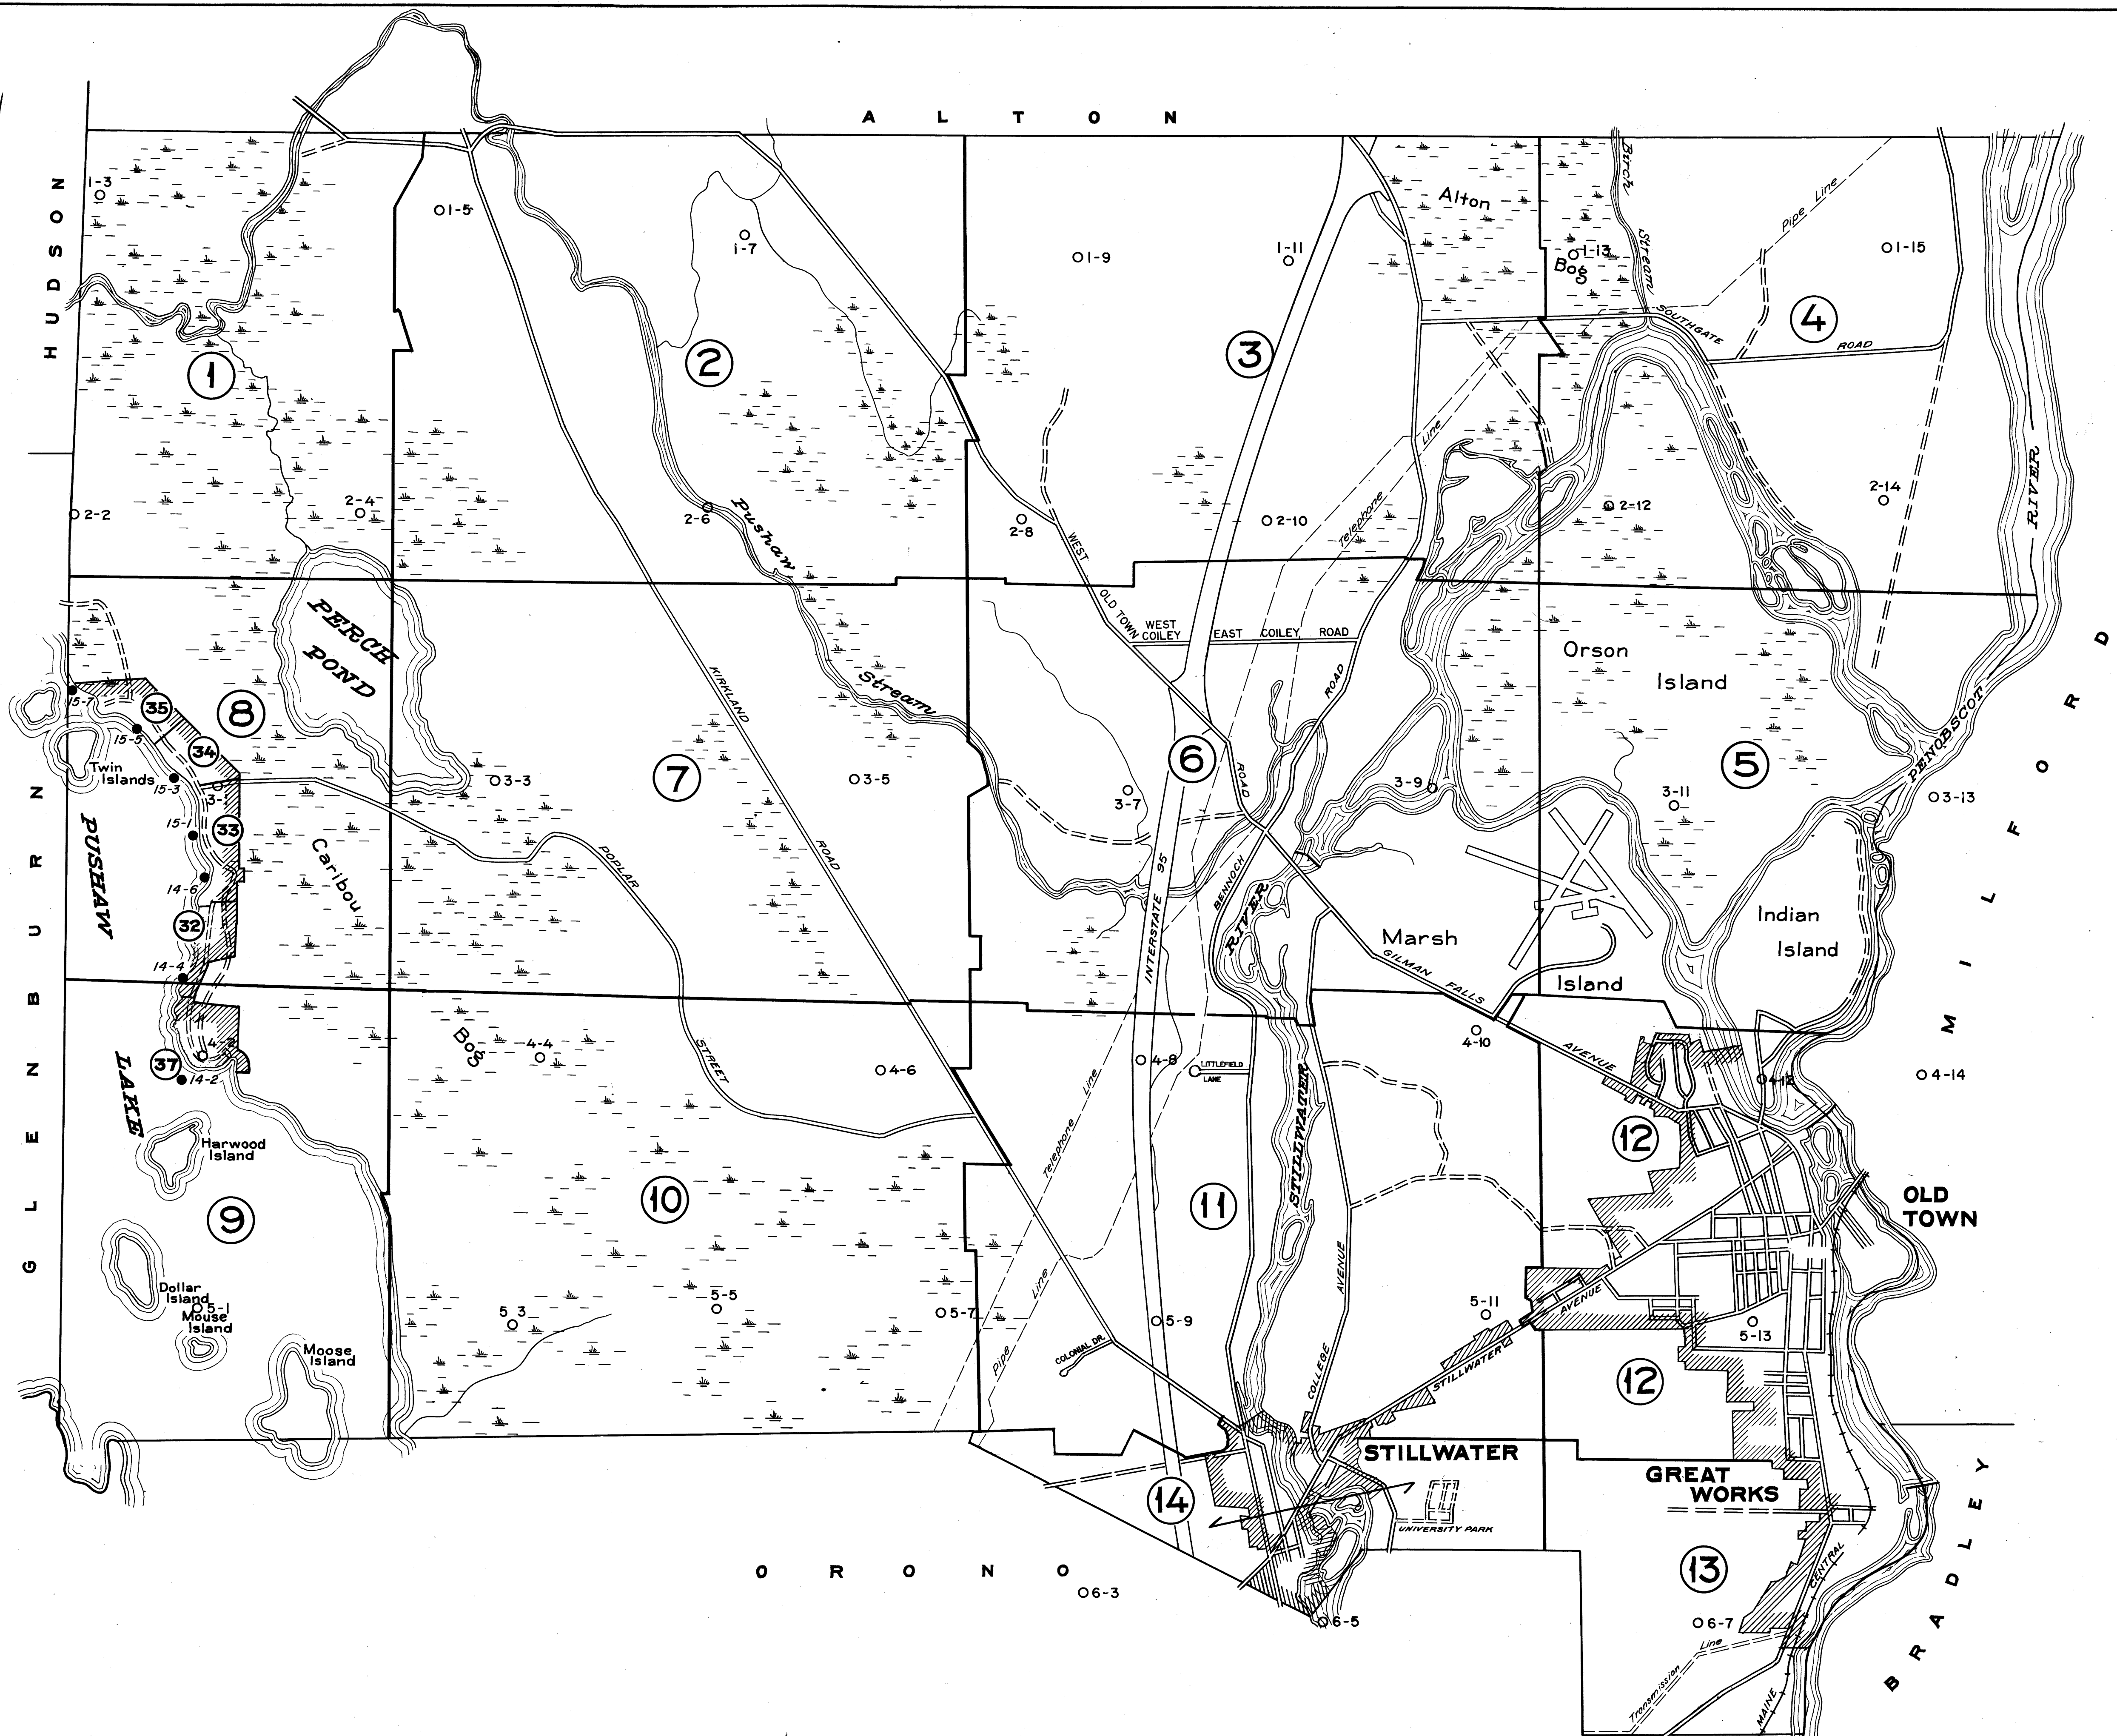 ALTON
HUDSON
1-3
1-5
1-7
1-9
1-11
Alton
Bog
1-13
Birch
Stream
Pipe Line
1-15
1
2
3
4
SOUTHGATE
ROAD
RIVER
2-2
2-4
2-6
2-8
2-10
2-12
2-14
Telephone Line
Pushaw
Stream
WEST
OLD TOWN
ROAD
WEST
COILEY
EAST COILEY ROAD
PERCH
POND
KIRKLAND
ROAD
Orson
Island
PENOBSCOT
MILFORD
15-7
35
15-5
34
8
Twin
Islands
15-3
3-1
3-3
7
3-5
3-7
6
3-9
3-11
5
3-13
GLENBURN
PUSHAW
LAKE
15-1
33
14-6
32
14-4
Caribou
Bog
POPLAR
STREET
INTERSTATE 95
BENNOCH
ROAD
RIVER
STILLWATER
Marsh
Island
GILMAN
FALLS
AVENUE
Indian
Island
37
14-2
4-4
4-6
4-8
LITTLEFIELD
LANE
4-10
4-12
4-14
Harwood
Island
9
10
11
12
OLD
TOWN
Telephone Line
Pipe Line
Dollar
Island
5-1
Mouse
Island
Moose
Island
5 3
5-5
5-7
5-9
5-11
5-13
COLONIAL DR.
COLLEGE
AVENUE
STILLWATER
AVENUE
12
STILLWATER
GREAT
WORKS
14
UNIVERSITY PARK
13
ORONO
6-3
6-5
6-7
Transmission Line
MAINE
CENTRAL
BRADLEY